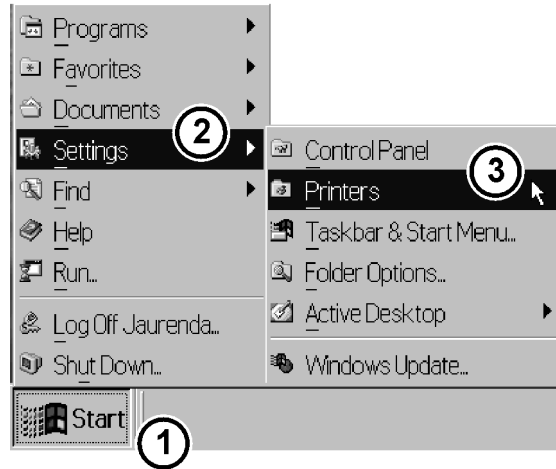 Programs
Favorites
Documents
2
Settings
Control Panel
3
Find
Printers
Help
Taskbar & Start Menu...
Run...
Folder Options...
Active Desktop
Log Off Jaurenda...
Shut Down...
Windows Update...
Start
1